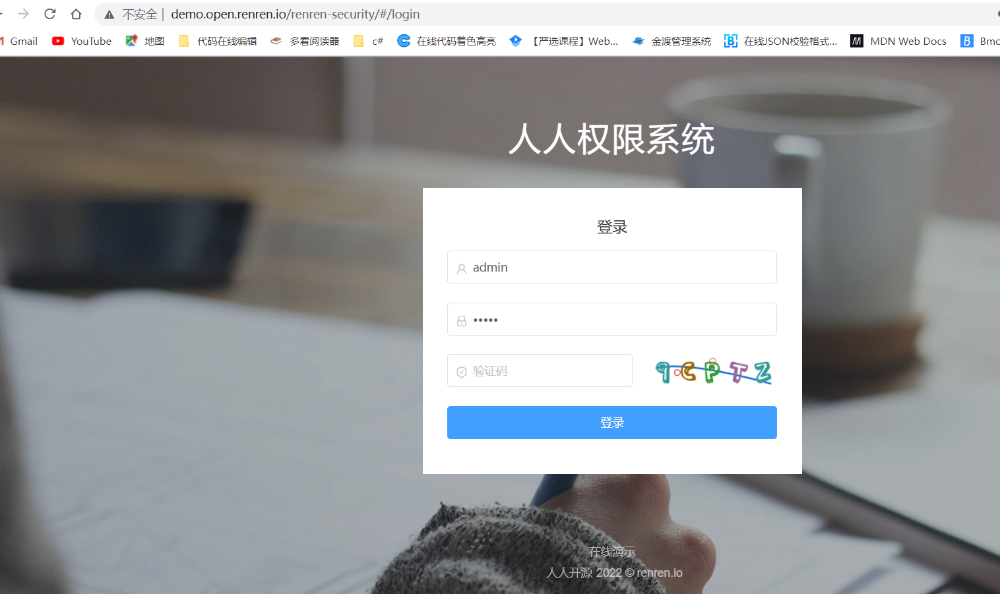 不安全 | demo.open.renren.io/renren-security/#/login
Gmail YouTube 地图 代码在线编辑 多看阅读器 c# 在线代码着色高亮 【严选课程】Web... 金渡管理系统 在线JSON校验格式... MDN Web Docs
人人权限系统
登录
admin
•••••
验证码 9CPTZ
登录
在线演示
人人开源 2022 © renren.io